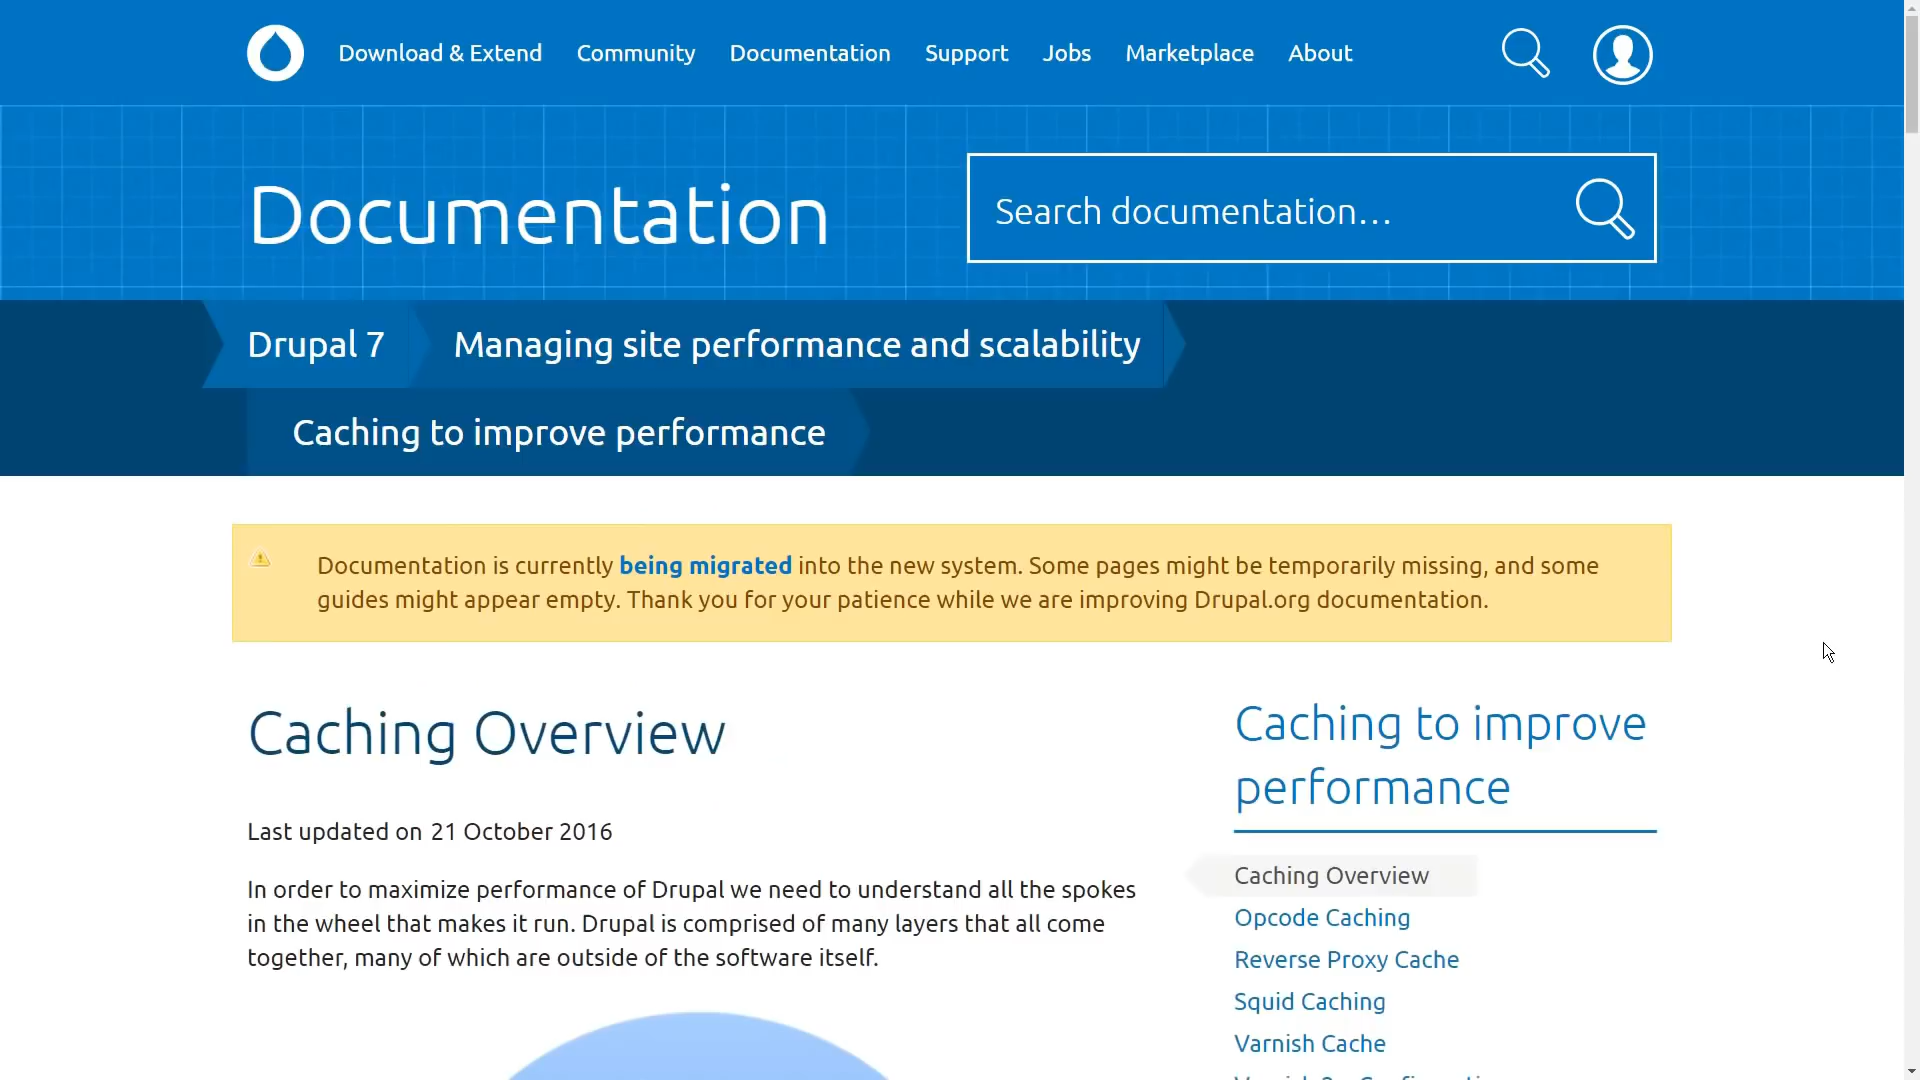 Download & Extend Community Documentation Support Jobs Marketplace About
Documentation
Search documentation...
Drupal 7
Managing site performance and scalability
Caching to improve performance
Documentation is currently being migrated into the new system. Some pages might be temporarily missing, and some
guides might appear empty. Thank you for your patience while we are improving Drupal.org documentation.
Caching Overview
Last updated on 21 October 2016
In order to maximize performance of Drupal we need to understand all the spokes
in the wheel that makes it run. Drupal is comprised of many layers that all come
together, many of which are outside of the software itself.
Caching to improve
performance
Caching Overview
Opcode Caching
Reverse Proxy Cache
Squid Caching
Varnish Cache